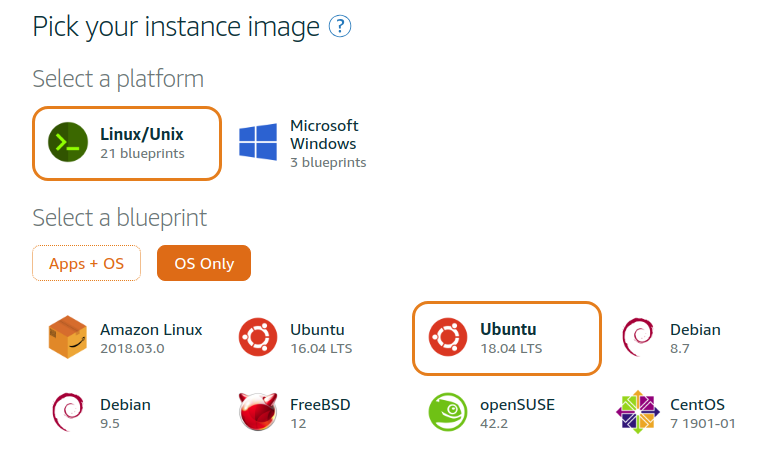 Pick your instance image ?
Select a platform
Linux/Unix
21 blueprints
Microsoft
Windows
3 blueprints
Select a blueprint
Apps + OS
OS Only
Amazon Linux
2018.03.0
Ubuntu
16.04 LTS
Ubuntu
18.04 LTS
Debian
8.7
Debian
9.5
FreeBSD
12
openSUSE
42.2
CentOS
7 1901-01